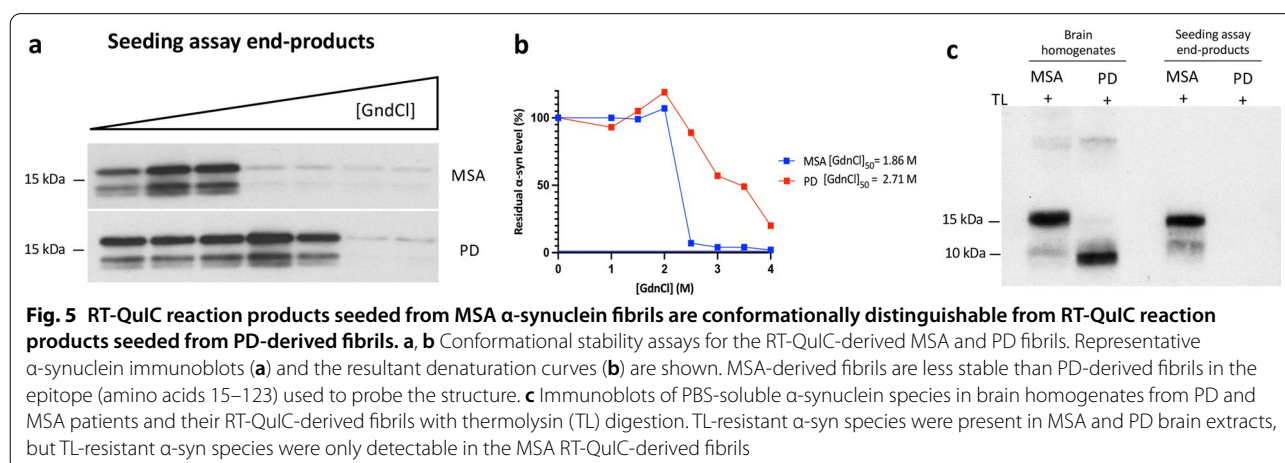 a Seeding assay end-products
[GndCl]
15 kDa
MSA
15 kDa
PD
b
Residual α-syn level (%)
100
50
0
0 1 2 3 4
[GdnCl] (M)
MSA [GdnCl]50 = 1.86 M
PD [GdnCl]50 = 2.71 M
c
Brain homogenates
Seeding assay end-products
MSA PD MSA PD
TL + + + +
15 kDa
10 kDa
Fig. 5 RT-QuIC reaction products seeded from MSA α-synuclein fibrils are conformationally distinguishable from RT-QuIC reaction
products seeded from PD-derived fibrils. a, b Conformational stability assays for the RT-QuIC-derived MSA and PD fibrils. Representative
α-synuclein immunoblots (a) and the resultant denaturation curves (b) are shown. MSA-derived fibrils are less stable than PD-derived fibrils in the
epitope (amino acids 15–123) used to probe the structure. c Immunoblots of PBS-soluble α-synuclein species in brain homogenates from PD and
MSA patients and their RT-QuIC-derived fibrils with thermolysin (TL) digestion. TL-resistant α-syn species were present in MSA and PD brain extracts,
but TL-resistant α-syn species were only detectable in the MSA RT-QuIC-derived fibrils